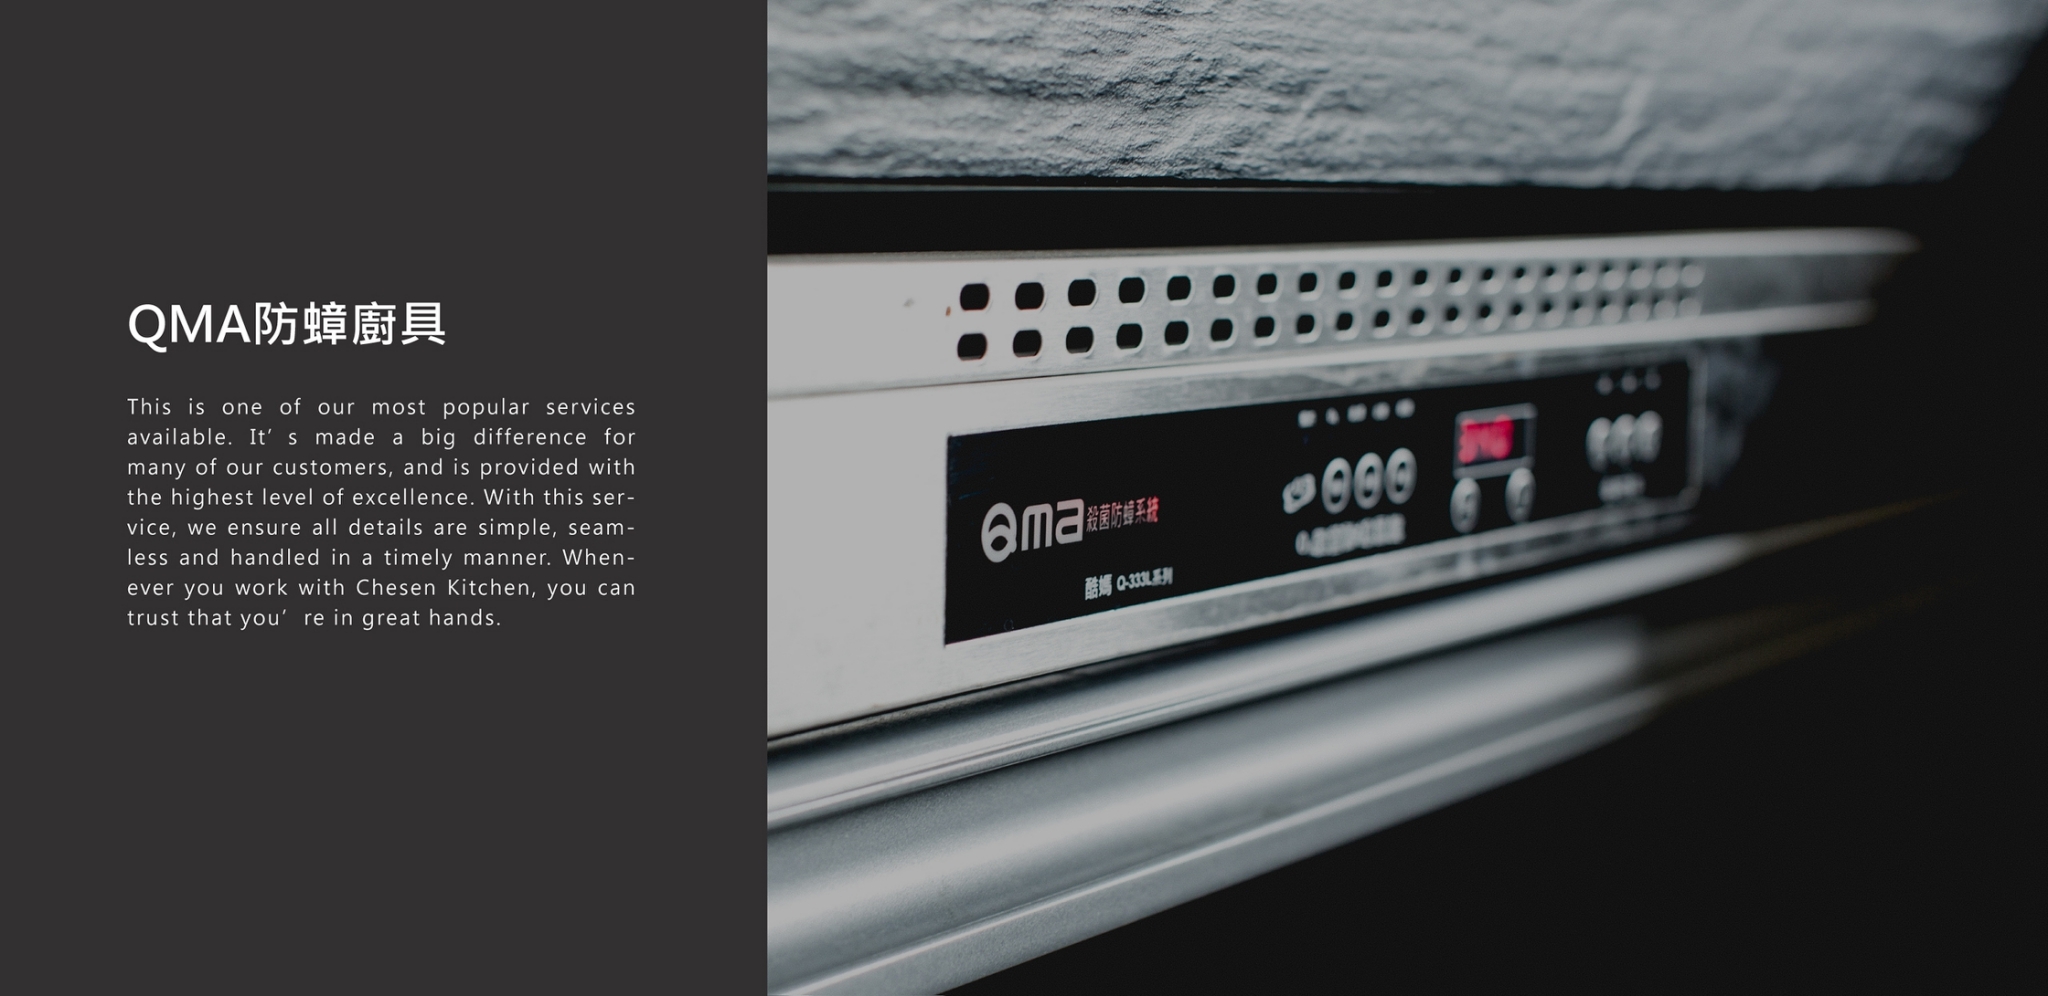 QMA防蟑廚具
This is one of our most popular services
available. It’ s made a big difference for
many of our customers, and is provided with
the highest level of excellence. With this ser-
vice, we ensure all details are simple, seam-
less and handled in a timely manner. When-
ever you work with Chesen Kitchen, you can
trust that you’ re in great hands.
Qma殺菌防蟑系統
酷媽 Q-333L系列